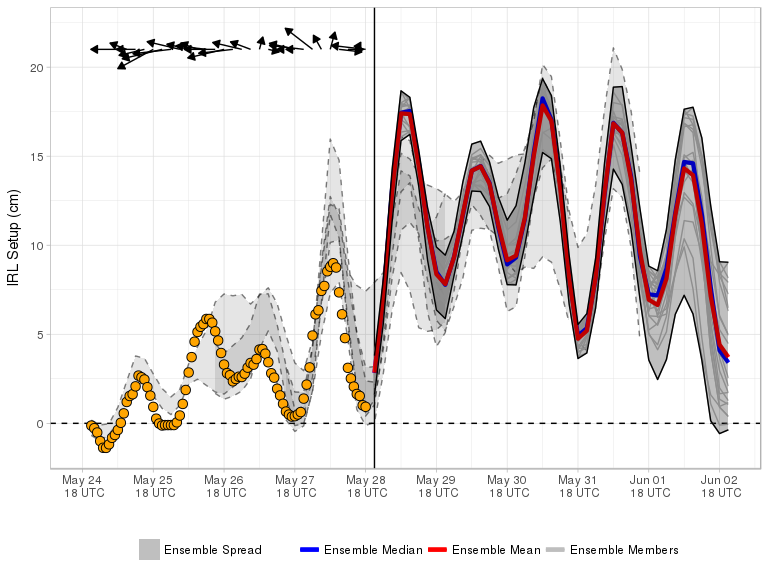 IRL Setup (cm)
20
15
10
5
0
May 24 May 25 May 26 May 27 May 28 May 29 May 30 May 31 Jun 01 Jun 02
18 UTC 18 UTC 18 UTC 18 UTC 18 UTC 18 UTC 18 UTC 18 UTC 18 UTC 18 UTC
Ensemble Spread Ensemble Median Ensemble Mean Ensemble Members